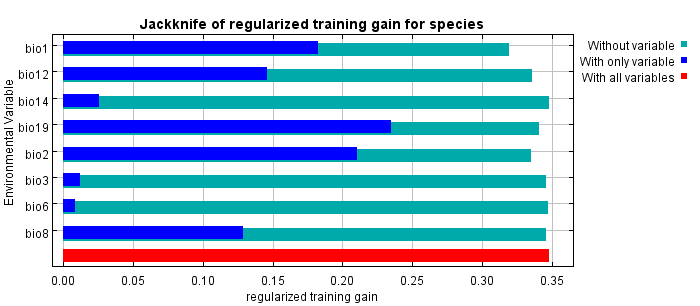 Jackknife of regularized training gain for species
Without variable
With only variable
With all variables
Environmental Variable
bio1
bio12
bio14
bio19
bio2
bio3
bio6
bio8
0.00 0.05 0.10 0.15 0.20 0.25 0.30 0.35
regularized training gain